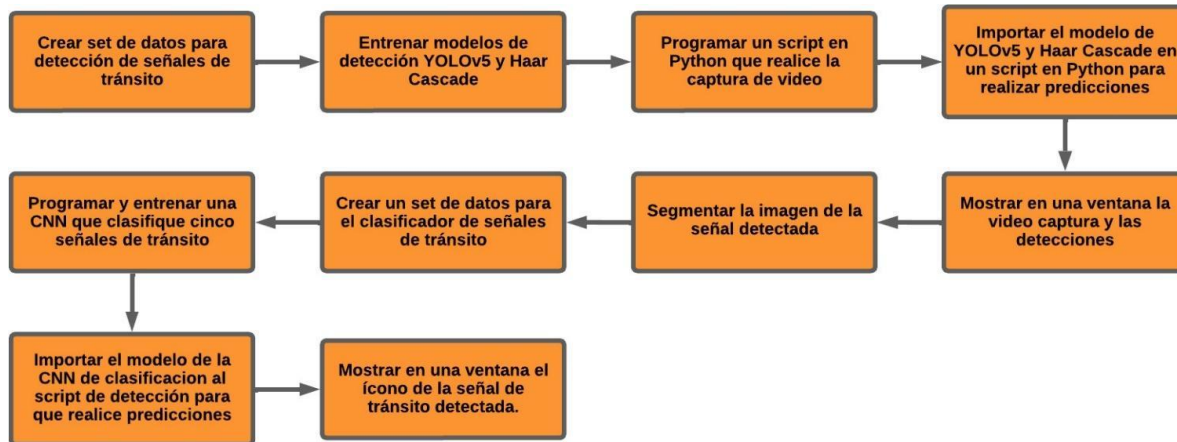 Crear set de datos para
detección de señales de
tránsito
Entrenar modelos de
detección YOLOv5 y Haar
Cascade
Programar un script en
Python que realice la
captura de video
Importar el modelo de
YOLOv5 y Haar Cascade en
un script en Python para
realizar predicciones
Mostrar en una ventana la
video captura y las
detecciones
Segmentar la imagen de la
señal detectada
Crear un set de datos para
el clasificador de señales
de tránsito
Programar y entrenar una
CNN que clasifique cinco
señales de tránsito
Importar el modelo de la
CNN de clasificacion al
script de detección para
que realice predicciones
Mostrar en una ventana el
ícono de la señal de
tránsito detectada.